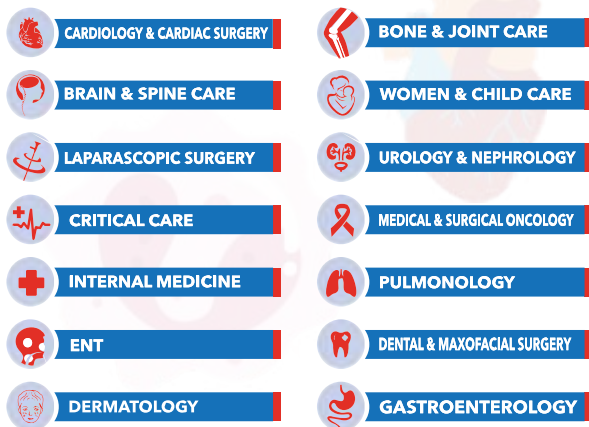 CARDIOLOGY & CARDIAC SURGERY
BRAIN & SPINE CARE
LAPARASCOPIC SURGERY
CRITICAL CARE
INTERNAL MEDICINE
ENT
DERMATOLOGY
BONE & JOINT CARE
WOMEN & CHILD CARE
UROLOGY & NEPHROLOGY
MEDICAL & SURGICAL ONCOLOGY
PULMONOLOGY
DENTAL & MAXOFACIAL SURGERY
GASTROENTEROLOGY